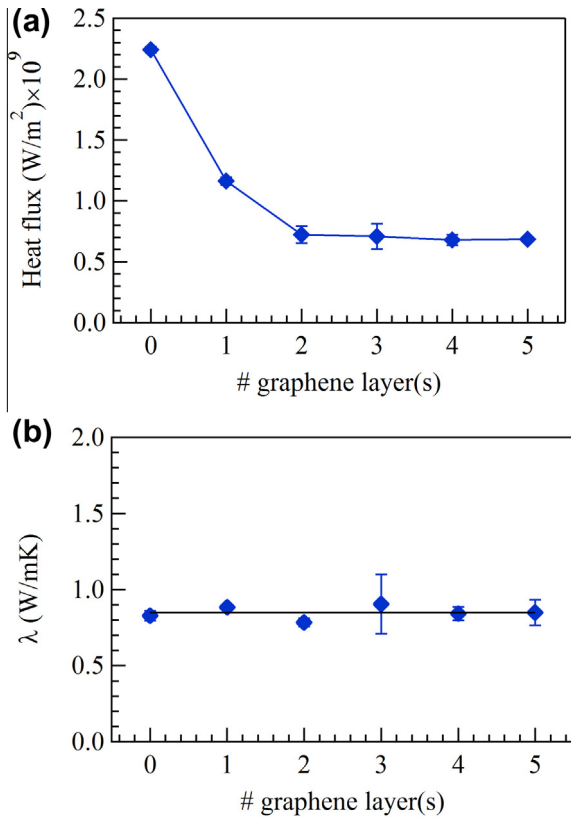 (a)
2.5
2.0
1.5
1.0
0.5
0.0
Heat flux (W/m²)×10⁹
0 1 2 3 4 5
# graphene layer(s)
(b)
2.0
1.5
1.0
0.5
0.0
λ (W/mK)
0 1 2 3 4 5
# graphene layer(s)